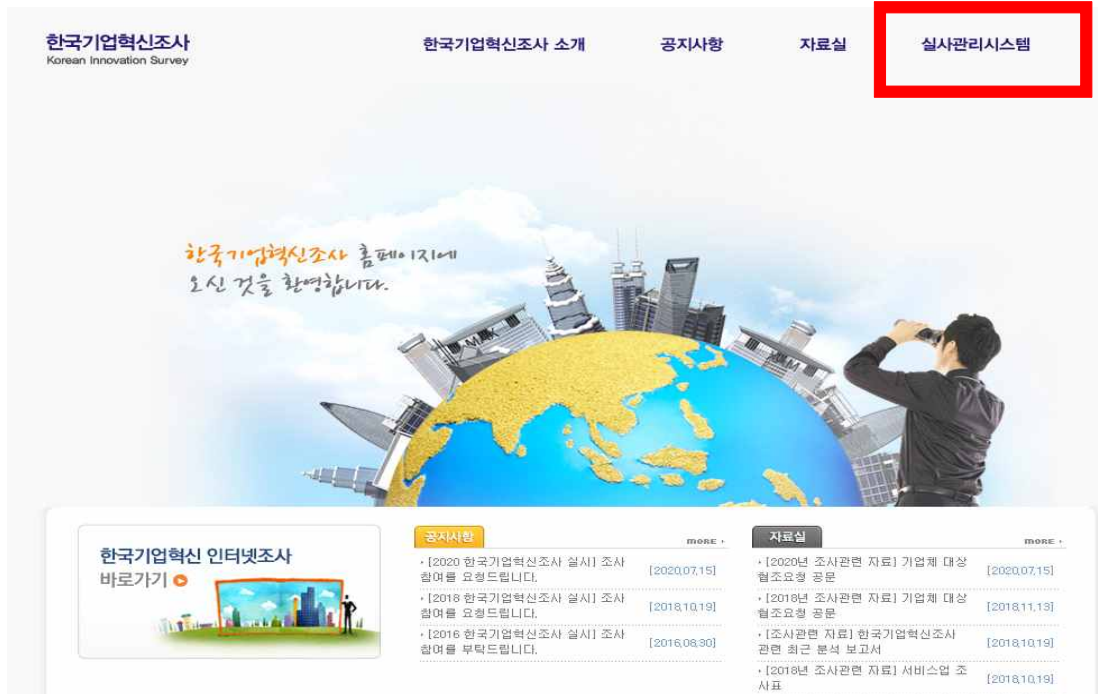 한국기업혁신조사
Korean Innovation Survey
한국기업혁신조사 소개 공지사항 자료실 실사관리시스템
한국기업혁신조사 홈페이지에
오신 것을 환영합니다.
한국기업혁신 인터넷조사
바로가기
공지사항 more
[2020 한국기업혁신조사 실시] 조사
참여를 요청드립니다. [2020,07,15]
[2018 한국기업혁신조사 실시] 조사
참여를 요청드립니다. [2018,10,19]
[2016 한국기업혁신조사 실시] 조사
참여를 부탁드립니다. [2016,08,30]
자료실 more
[2020년 조사관련 자료] 기업체 대상
협조요청 공문 [2020,07,15]
[2018년 조사관련 자료] 기업체 대상
협조요청 공문 [2018,11,13]
[조사관련 자료] 한국기업혁신조사
관련 최근 분석 보고서 [2018,10,19]
[2018년 조사관련 자료] 서비스업 조
사표 [2018,10,19]